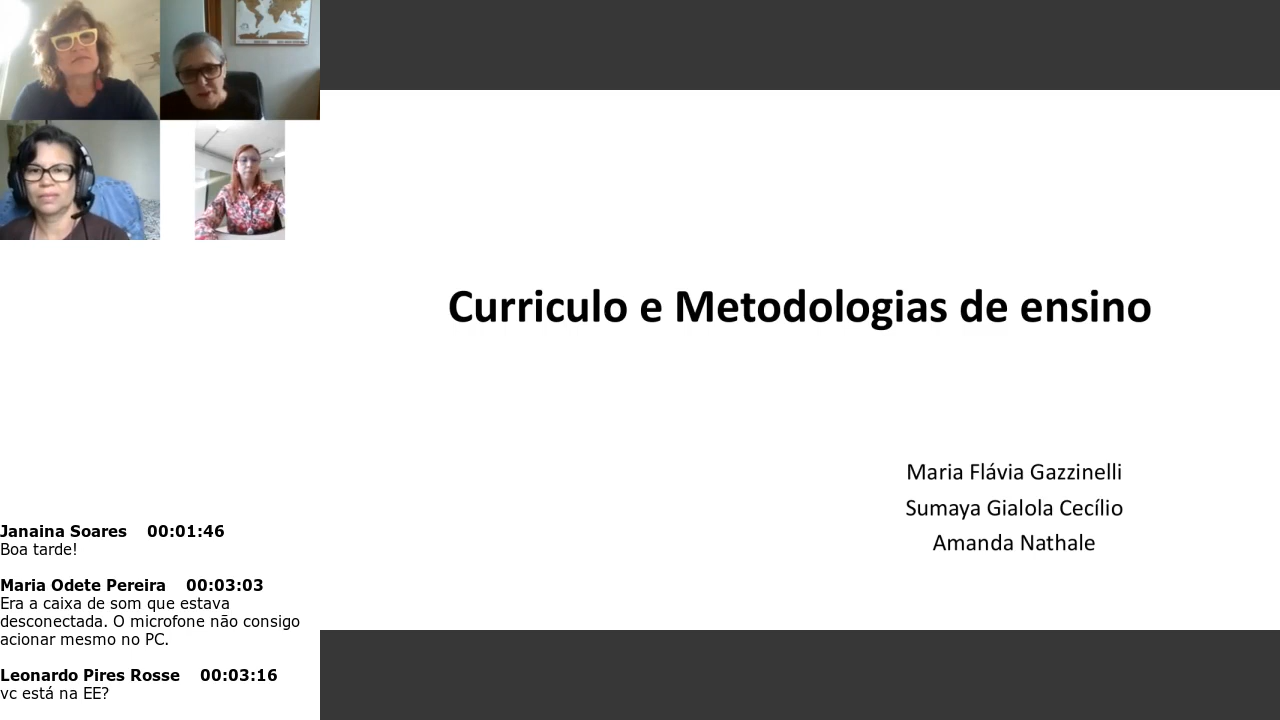 Curriculo e Metodologias de ensino
Maria Flávia Gazzinelli
Sumaya Gialola Cecílio
Amanda Nathale
Janaina Soares 00:01:46
Boa tarde!
Maria Odete Pereira 00:03:03
Era a caixa de som que estava
desconectada. O microfone não consigo
acionar mesmo no PC.
Leonardo Pires Rosse 00:03:16
vc está na EE?